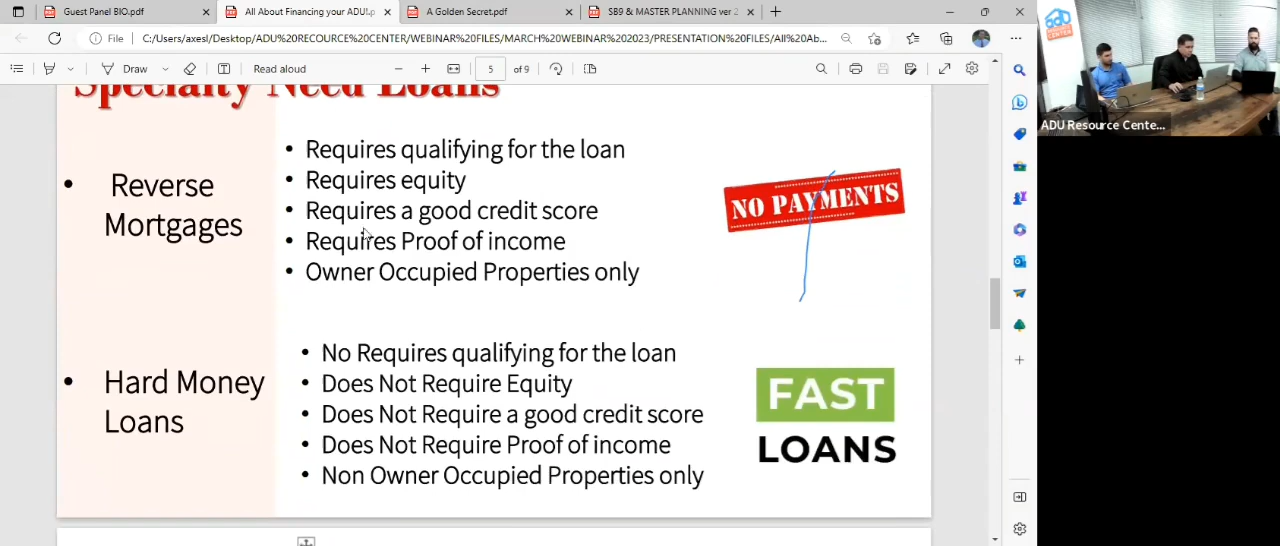 Guest Panel BIO.pdf
All About Financing your ADU!.p
A Golden Secret.pdf
SB9 & MASTER PLANNING ver 2
File
C:/Users/axesl/Desktop/ADU%20RECOURCE%20CENTER/WEBINAR%20FILES/MARCH%20WEBINAR%202023/PRESENTATION%20FILES/All%20Ab...
Draw
Read aloud
5
of 9
Specialty Need Loans
• Reverse
Mortgages
• Requires qualifying for the loan
• Requires equity
• Requires a good credit score
• Requires Proof of income
• Owner Occupied Properties only
NO PAYMENTS
• Hard Money
Loans
• No Requires qualifying for the loan
• Does Not Require Equity
• Does Not Require a good credit score
• Does Not Require Proof of income
• Non Owner Occupied Properties only
FAST
LOANS
adu
CENTER
ADU Resource Cente...